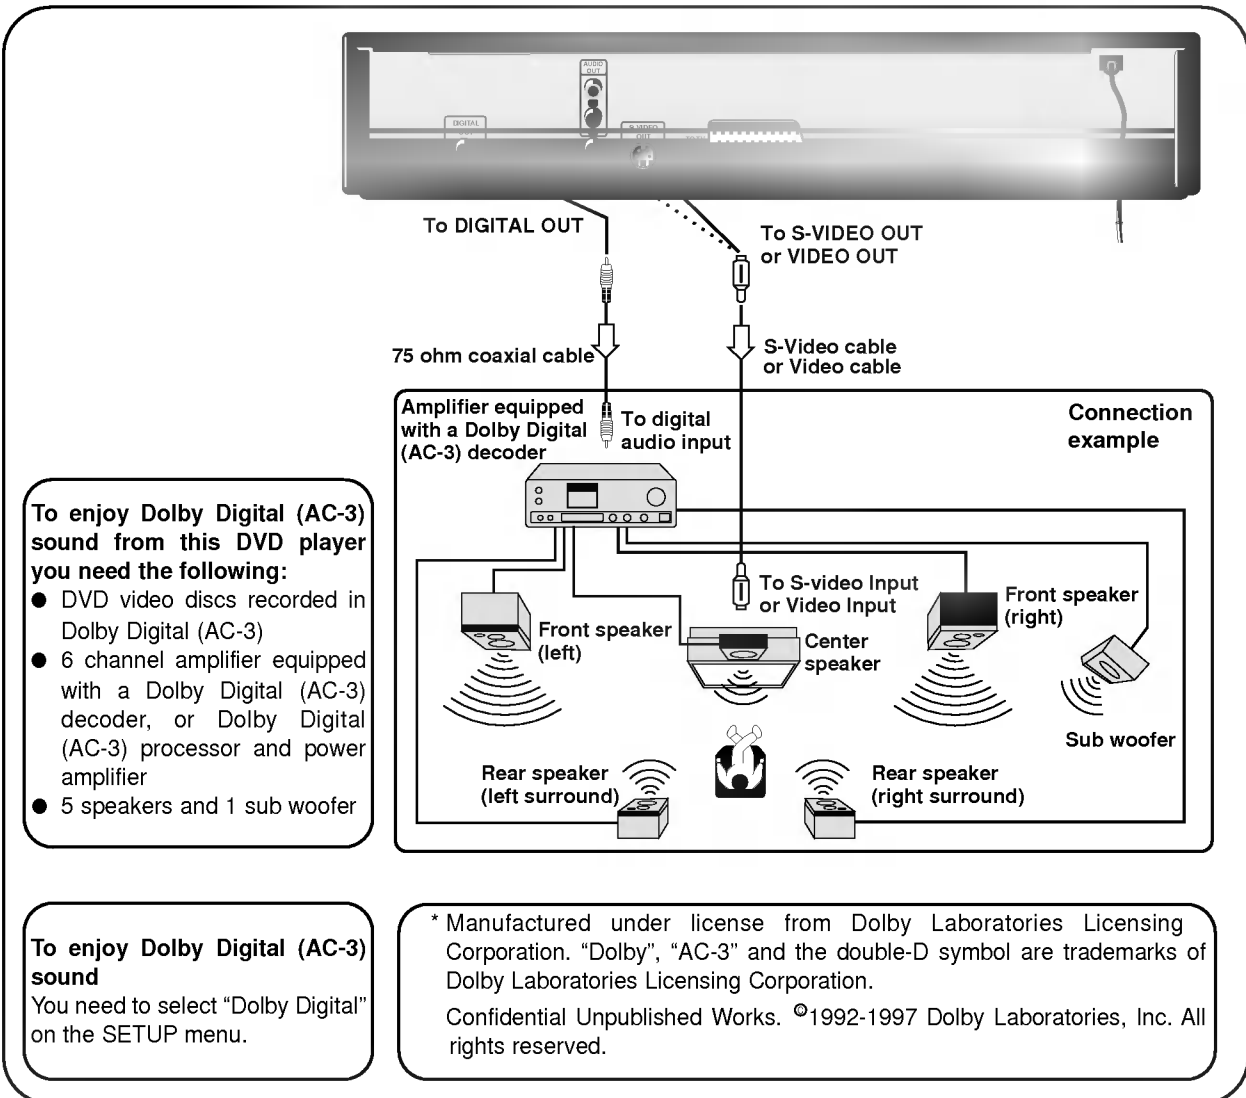 AUDIO
OUT
DIGITAL
S-VIDEO
OUT
To DIGITAL OUT
To S-VIDEO OUT
or VIDEO OUT
75 ohm coaxial cable
S-Video cable
or Video cable
Amplifier equipped
with a Dolby Digital
(AC-3) decoder
To digital
audio input
Connection
example
To S-video Input
or Video Input
Front speaker
(left)
Center
speaker
Front speaker
(right)
Sub woofer
Rear speaker
(left surround)
Rear speaker
(right surround)
To enjoy Dolby Digital (AC-3)
sound from this DVD player
you need the following:
● DVD video discs recorded in
Dolby Digital (AC-3)
● 6 channel amplifier equipped
with a Dolby Digital (AC-3)
decoder, or Dolby Digital
(AC-3) processor and power
amplifier
● 5 speakers and 1 sub woofer
To enjoy Dolby Digital (AC-3)
sound
You need to select “Dolby Digital”
on the SETUP menu.
* Manufactured under license from Dolby Laboratories Licensing
Corporation. “Dolby”, “AC-3” and the double-D symbol are trademarks of
Dolby Laboratories Licensing Corporation.
Confidential Unpublished Works. ©1992-1997 Dolby Laboratories, Inc. All
rights reserved.